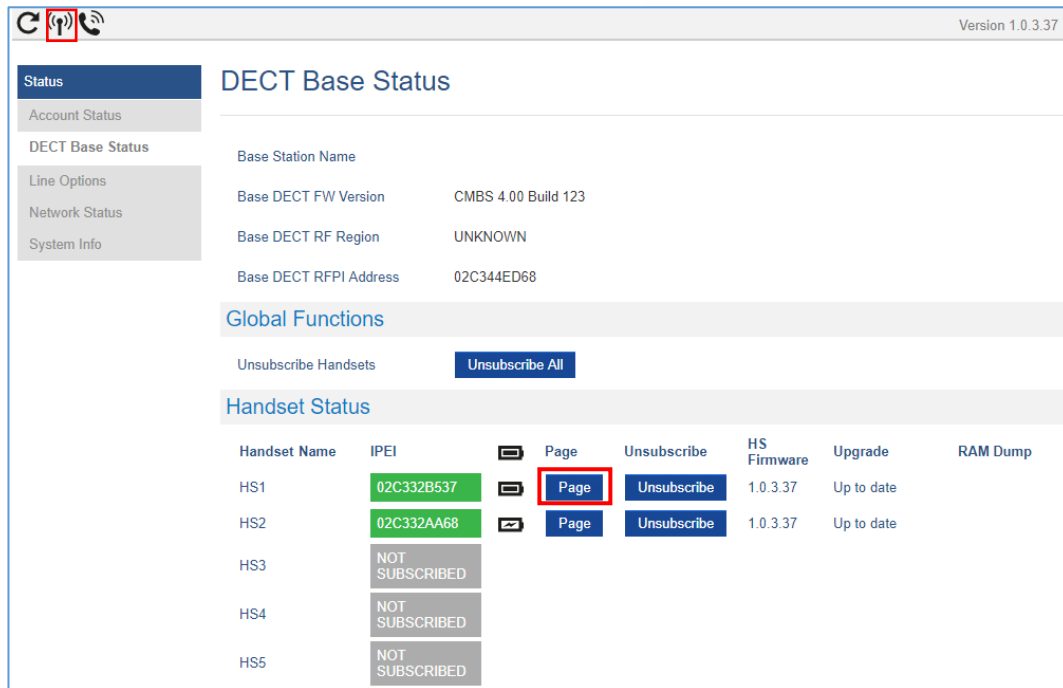 Version 1.0.3.37
Status
Account Status
DECT Base Status
Line Options
Network Status
System Info
DECT Base Status
Base Station Name
Base DECT FW Version CMBS 4.00 Build 123
Base DECT RF Region UNKNOWN
Base DECT RFPI Address 02C344ED68
Global Functions
Unsubscribe Handsets Unsubscribe All
Handset Status
Handset Name IPEI Page Unsubscribe HS Firmware Upgrade RAM Dump
HS1 02C332B537 Page Unsubscribe 1.0.3.37 Up to date
HS2 02C332AA68 Page Unsubscribe 1.0.3.37 Up to date
HS3 NOT SUBSCRIBED
HS4 NOT SUBSCRIBED
HS5 NOT SUBSCRIBED